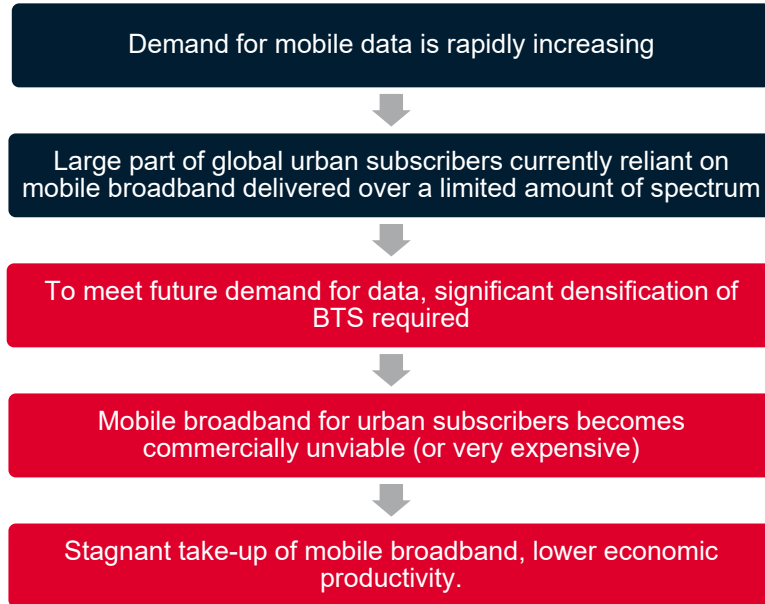 Demand for mobile data is rapidly increasing
Large part of global urban subscribers currently reliant on
mobile broadband delivered over a limited amount of spectrum
To meet future demand for data, significant densification of
BTS required
Mobile broadband for urban subscribers becomes
commercially unviable (or very expensive)
Stagnant take-up of mobile broadband, lower economic
productivity.